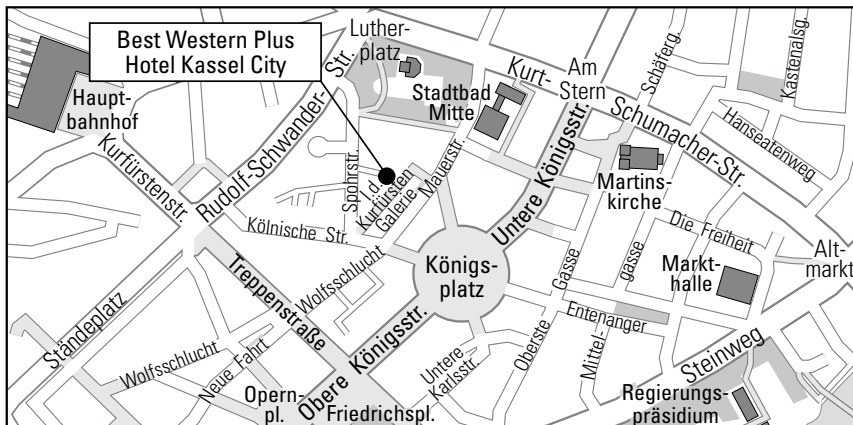 Best Western Plus
Hotel Kassel City
Luther-
platz
Haupt-
bahnhof
Stadtbad
Mitte
Kurt-
Schumacher-Str.
Am
Stern
Schäferg.
Kastenalsg.
Hanseatenweg
Kurfürstenstr.
Rudolf-Schwander-Str.
Spohrstr.
I. d.
Kurfürsten
Galerie
Mauerstr.
Untere Königsstr.
Martins-
kirche
Die Freiheit
Alt-
markt
Kölnische Str.
Königs-
platz
Markt-
halle
Ständeplatz
Treppenstraße
Wolfsschlucht
Wolfsschlucht
Neue Fahrt
Obere Königsstr.
Untere
Karlsstr.
Oberste
Gasse
Mittel-
gasse
Entenanger
Steinweg
Opern-
pl.
Friedrichspl.
Regierungs-
präsidium